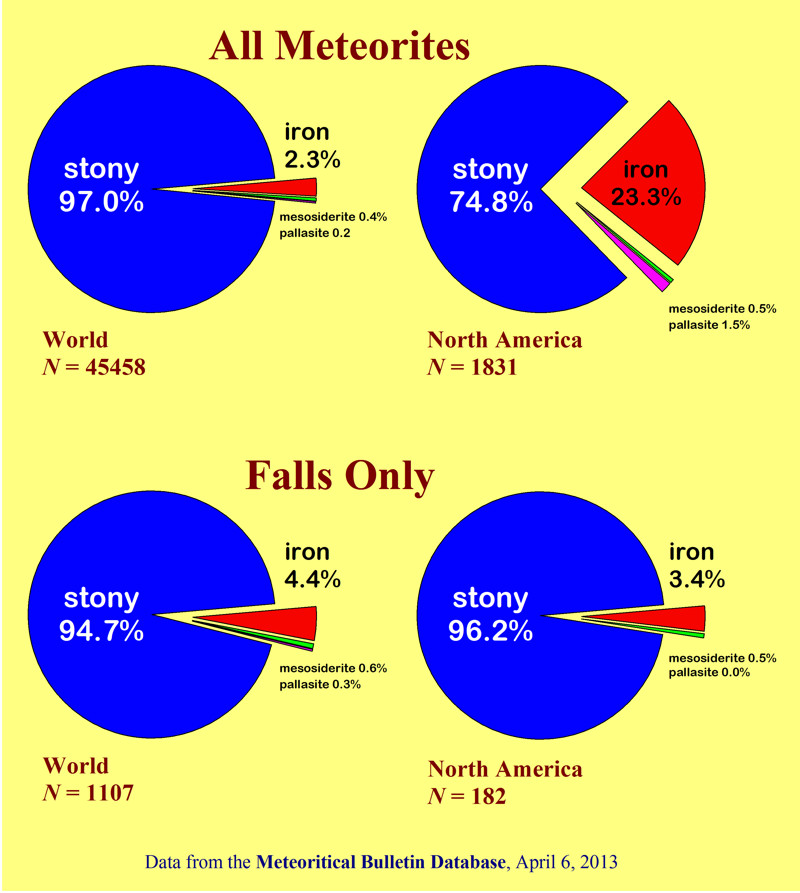 All Meteorites
stony
97.0%
iron
2.3%
mesosiderite 0.4%
pallasite 0.2
World
N = 45458
stony
74.8%
iron
23.3%
mesosiderite 0.5%
pallasite 1.5%
North America
N = 1831
Falls Only
stony
94.7%
iron
4.4%
mesosiderite 0.6%
pallasite 0.3%
World
N = 1107
stony
96.2%
iron
3.4%
mesosiderite 0.5%
pallasite 0.0%
North America
N = 182
Data from the Meteoritical Bulletin Database, April 6, 2013